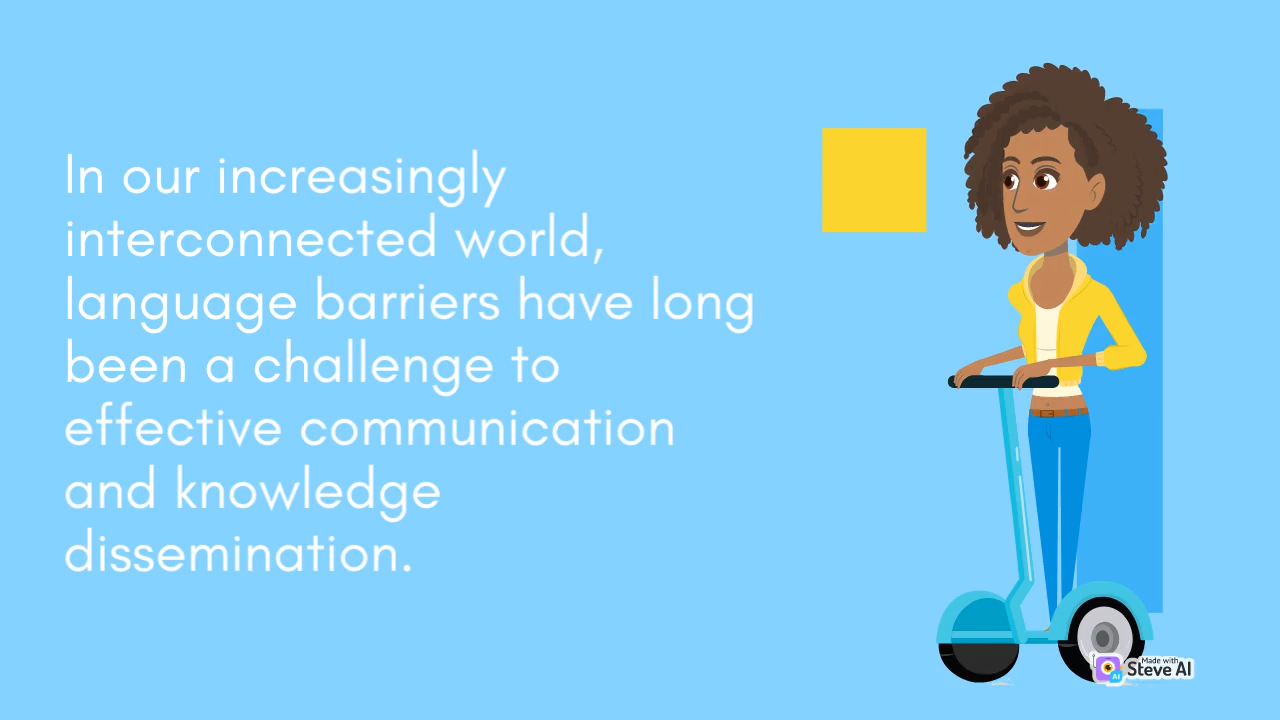 In our increasingly
interconnected world,
language barriers have long
been a challenge to
effective communication
and knowledge
dissemination.
Made with
Steve AI
AI